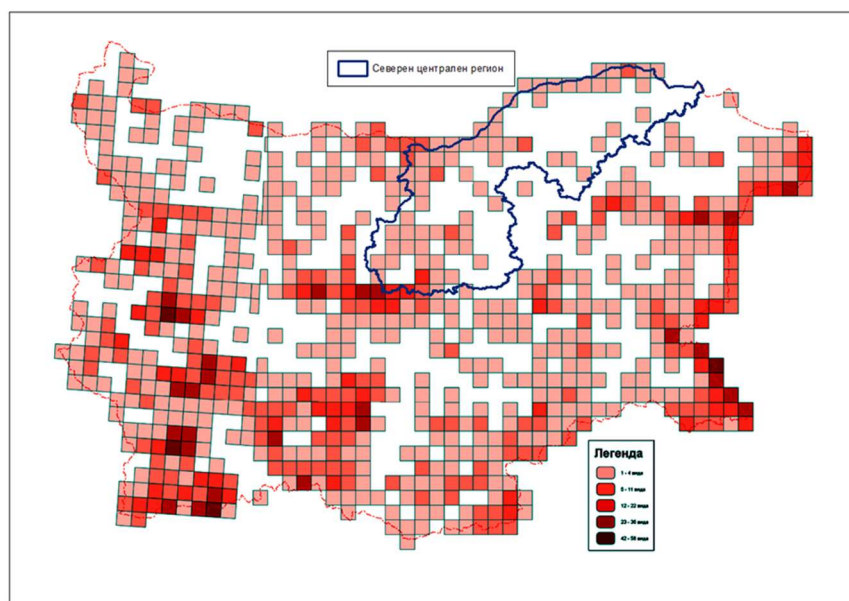 Северен централен регион
Легенда
1 - 4 вида
5 - 11 вида
12 - 22 вида
23 - 36 вида
42 - 58 вида